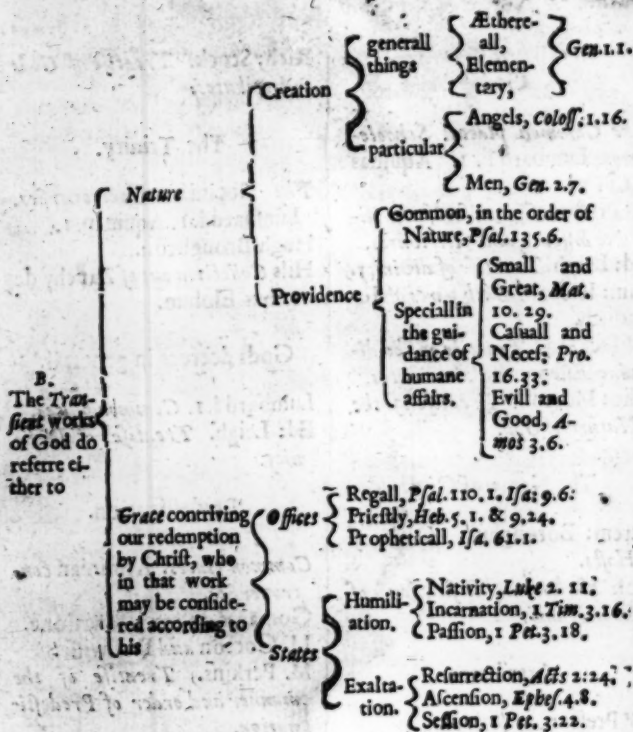 B.
The Transient works
of God do
referre ei-
ther to
Nature
Creation
generall
things
Æthere-
all,
Elemen-
tary,
Gen. 1. 1.
particular
Angels, Coloss: 1. 16.
Men, Gen. 2. 7.
Providence
Common, in the order of
Nature, Psal. 135. 6.
Speciall in
the gui-
dance of
humane
affairs.
Small and
Great, Mat.
10. 29.
Casuall and
Neces: Pro.
16. 33.
Evill and
Good, A-
mos 3. 6.
Grace contriving
our redemption
by Christ, who
in that work
may be conside-
red according to
his
Offices
Regall, Psal. 110. 1. Isa: 9. 6:
Priestly, Heb. 5. 1. & 9. 24.
Propheticall, Isa. 61. 1.
States
Humili-
ation.
Nativity, Luke 2. 11.
Incarnation, 1 Tim. 3. 16.
Passion, 1 Pet. 3. 18.
Exalta-
tion.
Resurrection, Acts 2: 24.
Ascension, Ephes. 4. 8.
Session, 1 Pet. 3. 22.